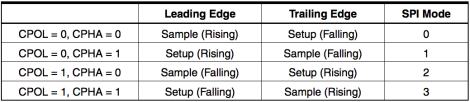 Leading Edge Trailing Edge SPI Mode
CPOL = 0, CPHA = 0 Sample (Rising) Setup (Falling) 0
CPOL = 0, CPHA = 1 Setup (Rising) Sample (Falling) 1
CPOL = 1, CPHA = 0 Sample (Falling) Setup (Rising) 2
CPOL = 1, CPHA = 1 Setup (Falling) Sample (Rising) 3